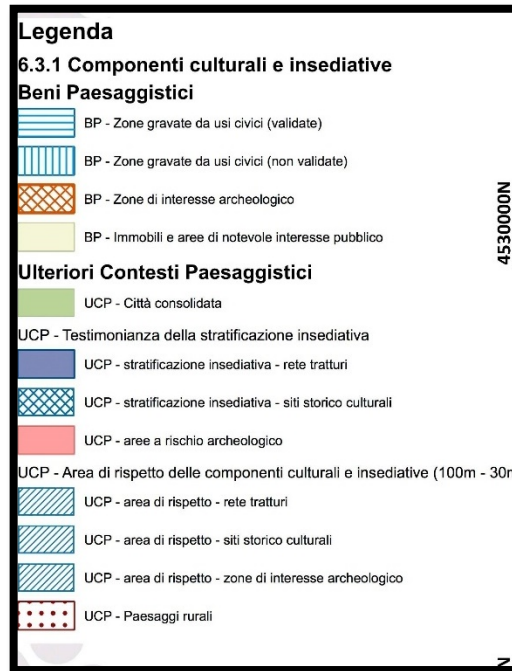 Legenda
6.3.1 Componenti culturali e insediative
Beni Paesaggistici
BP - Zone gravate da usi civici (validate)
BP - Zone gravate da usi civici (non validate)
BP - Zone di interesse archeologico
BP - Immobili e aree di notevole interesse pubblico
Ulteriori Contesti Paesaggistici
UCP - Città consolidata
UCP - Testimonianza della stratificazione insediativa
UCP - stratificazione insediativa - rete tratturi
UCP - stratificazione insediativa - siti storico culturali
UCP - aree a rischio archeologico
UCP - Area di rispetto delle componenti culturali e insediative (100m - 30m
UCP - area di rispetto - rete tratturi
UCP - area di rispetto - siti storico culturali
UCP - area di rispetto - zone di interesse archeologico
UCP - Paesaggi rurali
4530000N
N